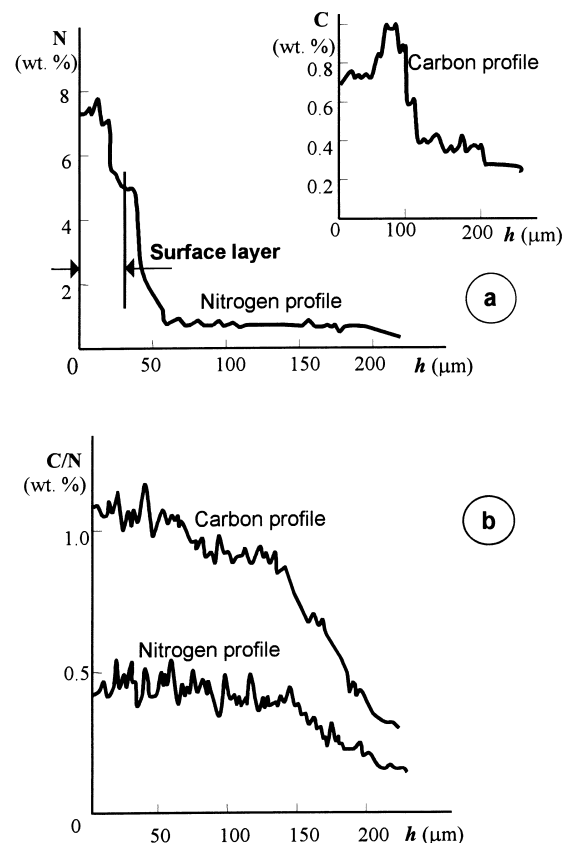 N
(wt. %)
8
6
4
2
0
50
100
150
200
h (μm)
Surface layer
Nitrogen profile
C
(wt. %)
0.8
0.6
0.4
0.2
0
100
200
h (μm)
Carbon profile
a
C/N
(wt. %)
1.0
0.5
0
50
100
150
200
h (μm)
Carbon profile
Nitrogen profile
b